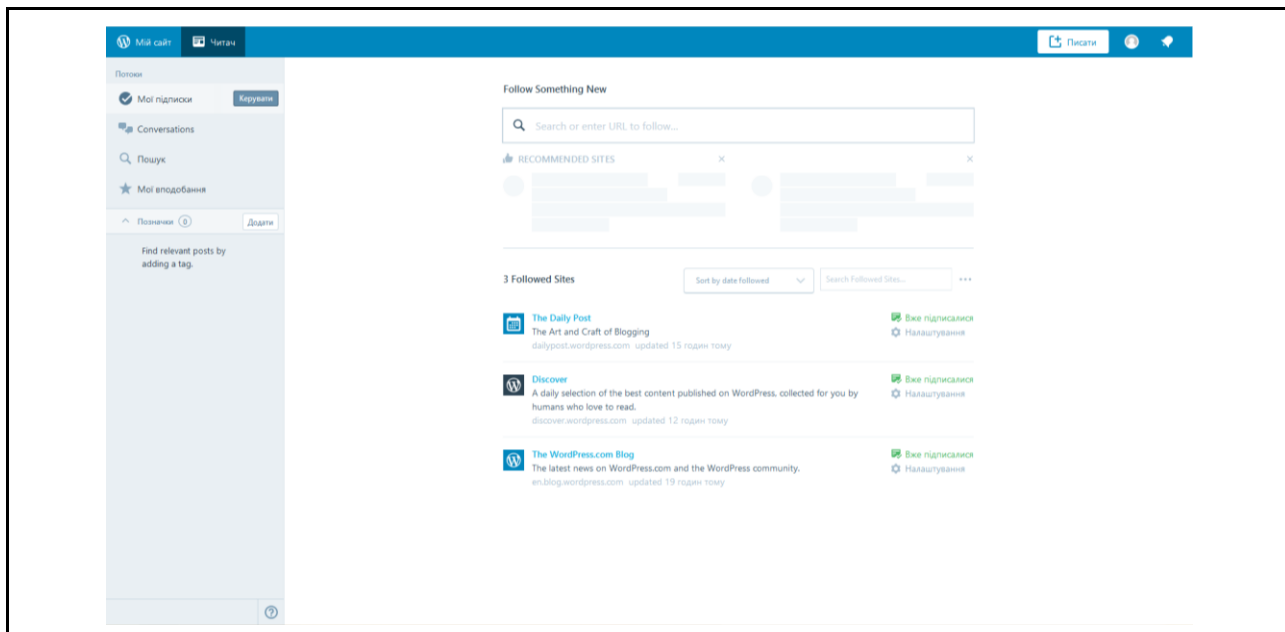 Мій сайт Читач Писати
Потоки
Мої підписки Керувати
Conversations
Пошук
Мої вподобання
Позначки 0 Додати
Find relevant posts by
adding a tag.
Follow Something New
Search or enter URL to follow...
RECOMMENDED SITES
3 Followed Sites Sort by date followed Search Followed Sites...
The Daily Post Вже підписалися
The Art and Craft of Blogging Налаштування
dailypost.wordpress.com updated 15 годин тому
Discover Вже підписалися
A daily selection of the best content published on WordPress, collected for you by Налаштування
humans who love to read.
discover.wordpress.com updated 12 годин тому
The WordPress.com Blog Вже підписалися
The latest news on WordPress.com and the WordPress community. Налаштування
en.blog.wordpress.com updated 19 годин тому